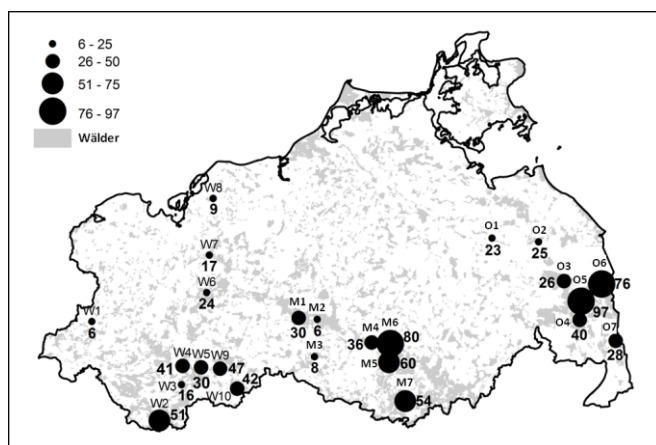 6 - 25
26 - 50
51 - 75
76 - 97
Wälder
W8
9
W7
17
W6
24
W1
6
O1
23
O2
25
O3
26
O5
97
O6
76
O4
40
O7
28
M1
30
M2
6
M3
8
M4
36
M6
80
M5
60
M7
54
W4
41
W5
30
W9
47
W3
16
W10
42
W2
51